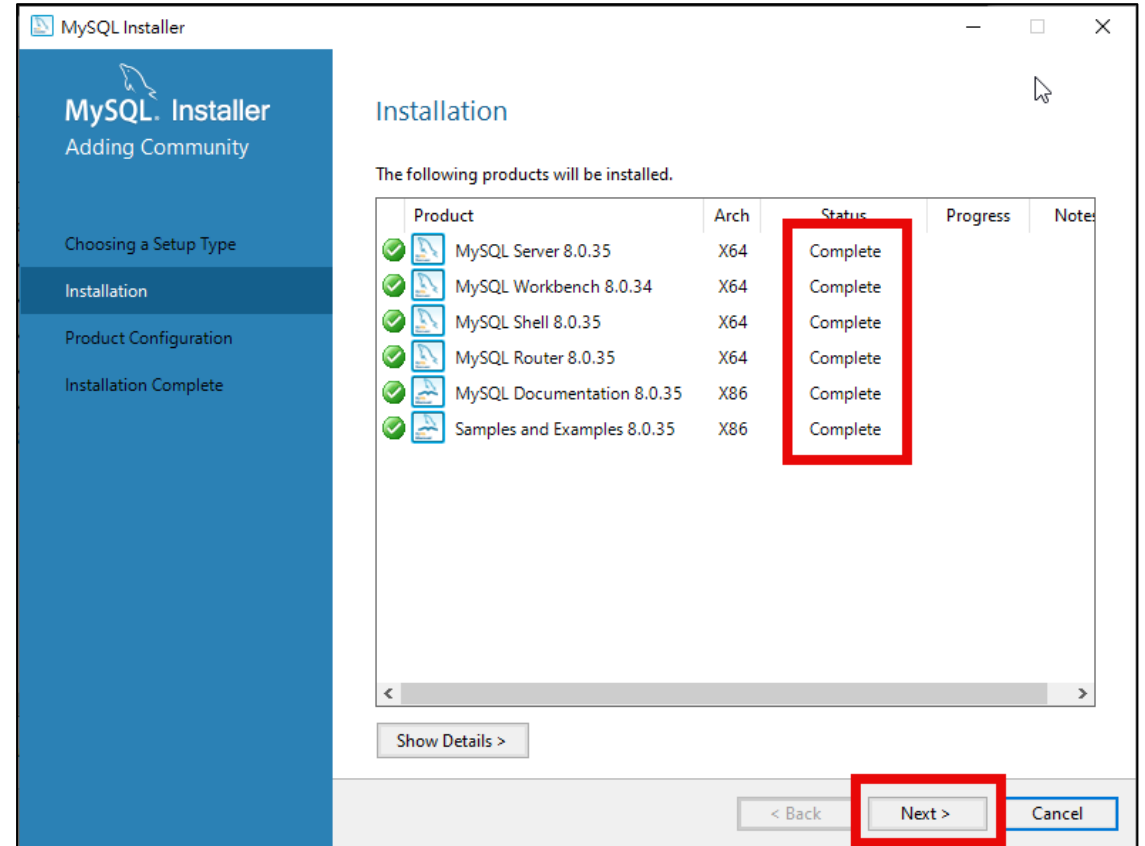 MySQL Installer
MySQL. Installer
Adding Community
Choosing a Setup Type
Installation
Product Configuration
Installation Complete
Installation
The following products will be installed.
Product Arch Status Progress Notes
MySQL Server 8.0.35 X64 Complete
MySQL Workbench 8.0.34 X64 Complete
MySQL Shell 8.0.35 X64 Complete
MySQL Router 8.0.35 X64 Complete
MySQL Documentation 8.0.35 X86 Complete
Samples and Examples 8.0.35 X86 Complete
Show Details >
< Back Next > Cancel